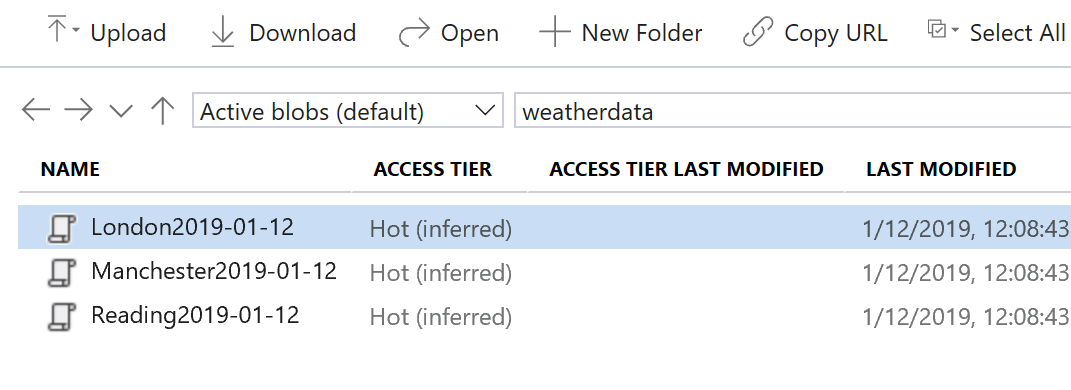 Upload Download Open New Folder Copy URL Select All
Active blobs (default) weatherdata
NAME ACCESS TIER ACCESS TIER LAST MODIFIED LAST MODIFIED
London2019-01-12 Hot (inferred) 1/12/2019, 12:08:43
Manchester2019-01-12 Hot (inferred) 1/12/2019, 12:08:43
Reading2019-01-12 Hot (inferred) 1/12/2019, 12:08:43